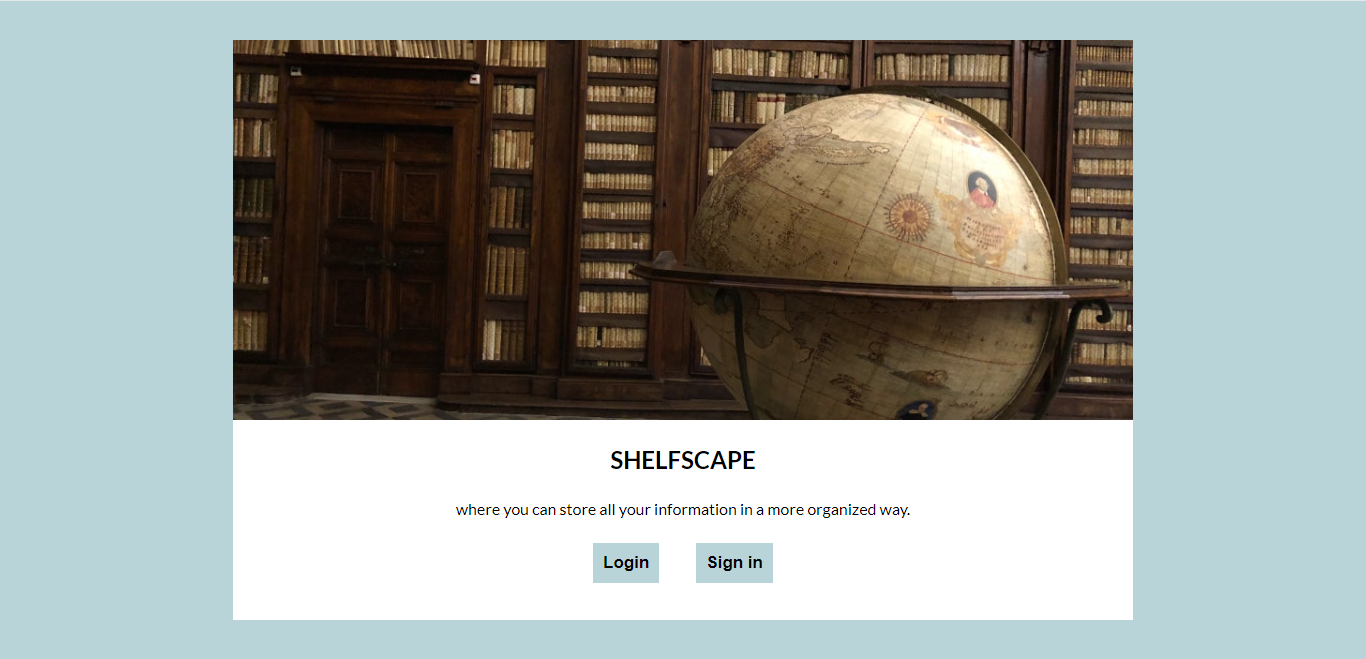 SHELFSCAPE
where you can store all your information in a more organized way.
Login
Sign in